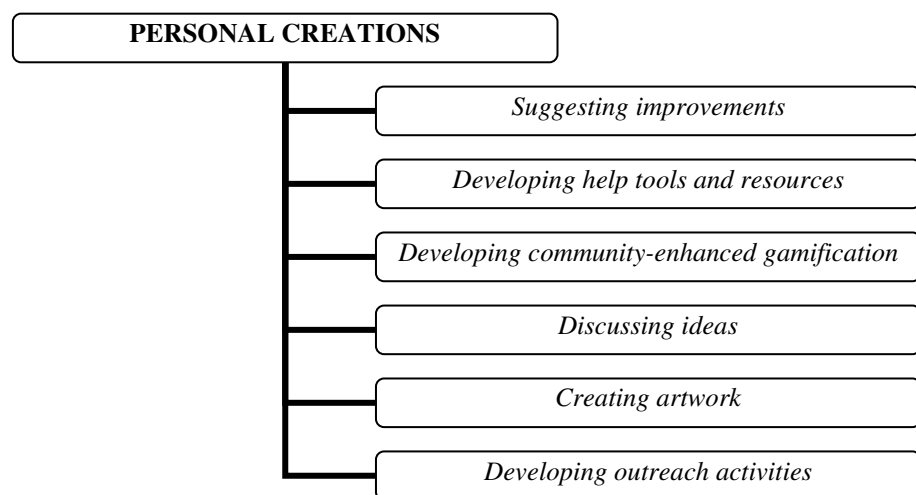 PERSONAL CREATIONS
Suggesting improvements
Developing help tools and resources
Developing community-enhanced gamification
Discussing ideas
Creating artwork
Developing outreach activities